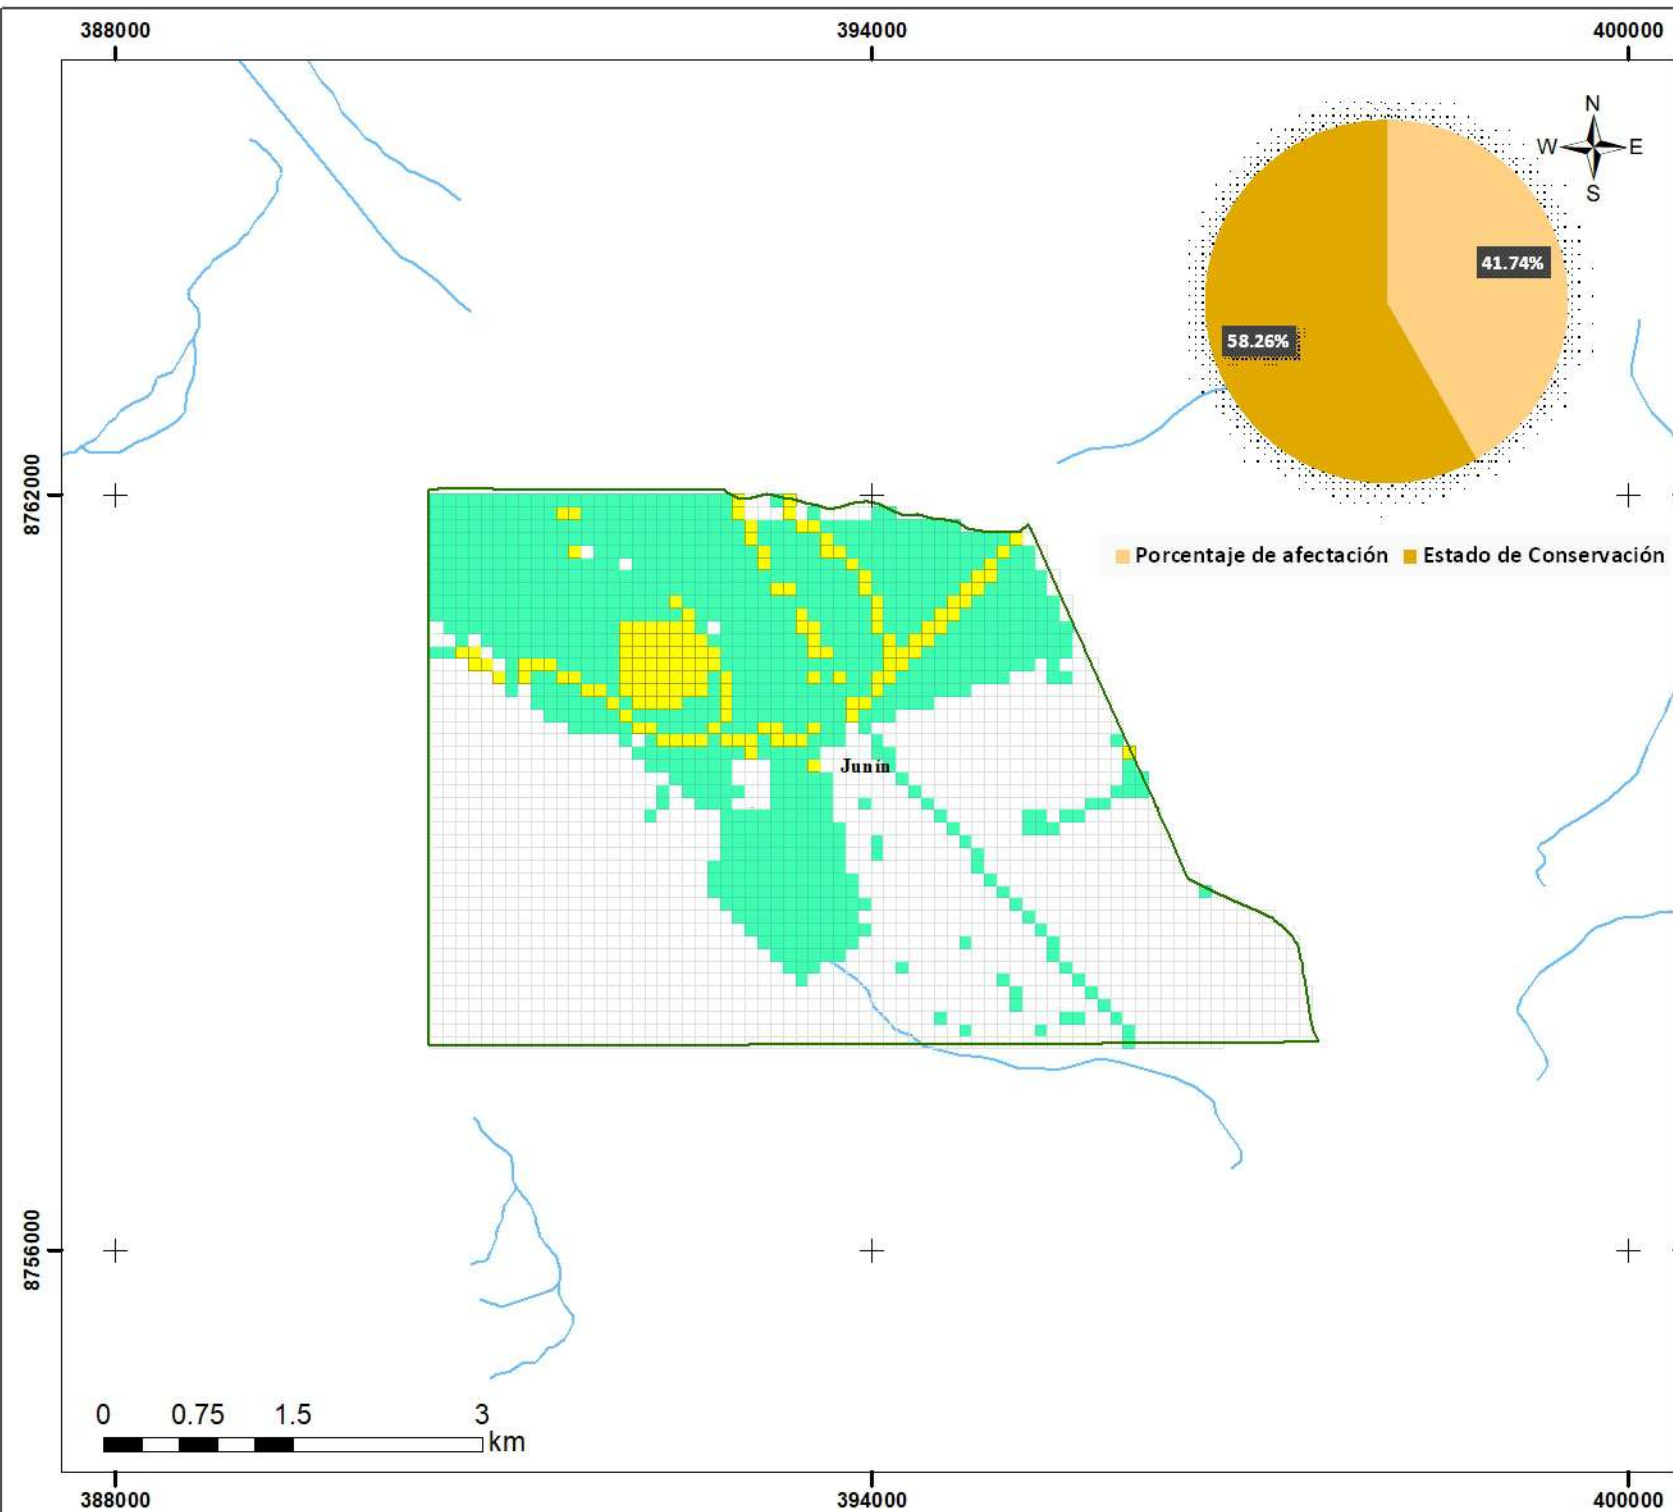 388000 394000 400000
N
W E
S
41.74%
58.26%
8762000
Porcentaje de afectación Estado de Conservación
Junín
8756000
0 0.75 1.5 3
km
388000 394000 400000